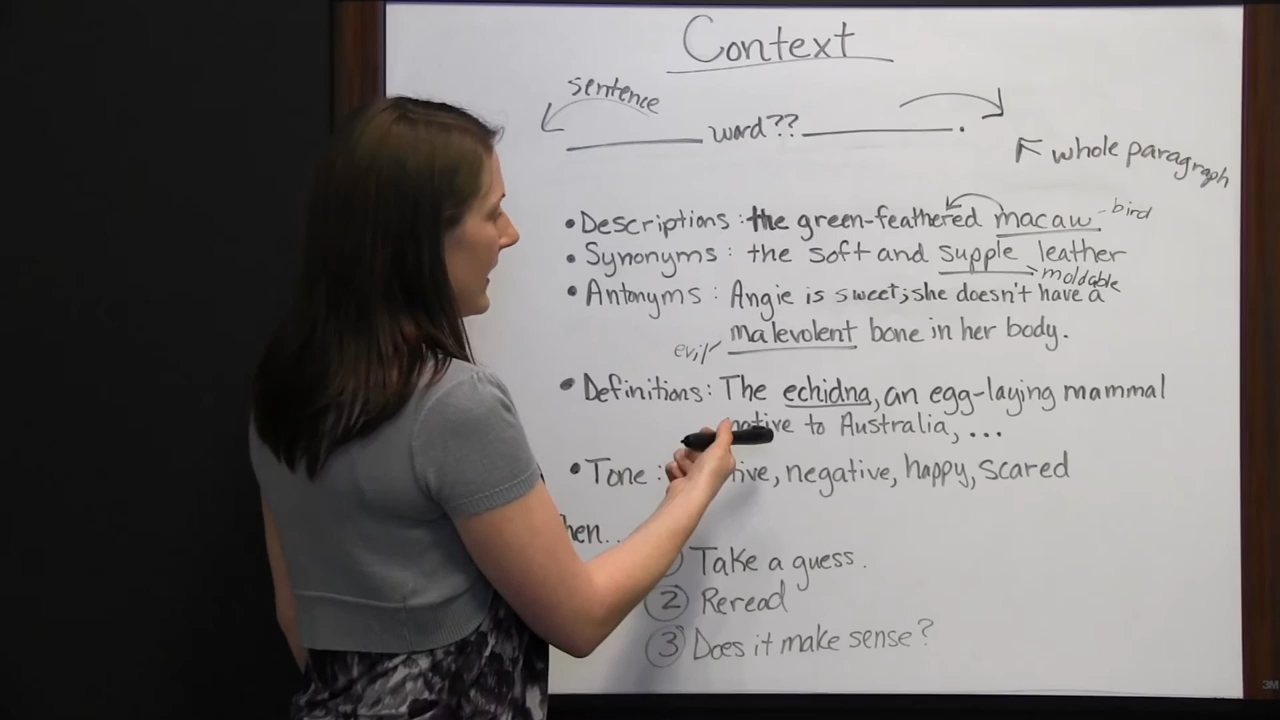 Context
sentence
word??
.
whole paragraph
• Descriptions: the green-feathered macaw - bird
• Synonyms: the soft and supple leather
moldable
• Antonyms: Angie is sweet; she doesn't have a
evil malevolent bone in her body.
• Definitions: The echidna, an egg-laying mammal
native to Australia, ...
• Tone: negative, happy, scared
Take a guess.
② Reread
③ Does it make sense?
3M